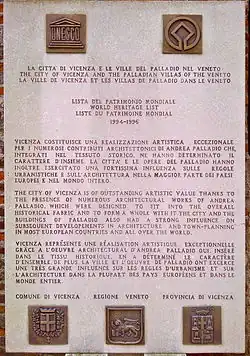 UNESCO
LA CITTA DI VICENZA E LE VILLE DEL PALLADIO NEL VENETO
THE CITY OF VICENZA AND THE PALLADIAN VILLAS OF THE VENETO
LA VILLE DE VICENCE ET LES VILLAS DE PALLADIO DANS LE VENETO
LISTA DEL PATRIMONIO MONDIALE
WORLD HERITAGE LIST
LISTE DU PATRIMOINE MONDIALE
1994-1996
VICENZA COSTITUISCE UNA REALIZZAZIONE ARTISTICA ECCEZIONALE
PER I NUMEROSI CONTRIBUTI ARCHITETTONICI DI ANDREA PALLADIO CHE,
INTEGRATI NEL TESSUTO STORICO, NE HANNO DETERMINATO IL
CARATTERE D'INSIEME. LA CITTA' E LE OPERE DEL PALLADIO HANNO
INOLTRE ESERCITATO UNA FORTISSIMA INFLUENZA SULLE REGOLE
URBANISTICHE E SULL'ARCHITETTURA NELLA MAGGIOR PARTE DEI PAESI
EUROPEI E NEL MONDO INTERO.
THE CITY OF VICENZA IS OF OUTSTANDING ARTISTIC VALUE THANKS TO
THE PRESENCE OF NUMEROUS ARCHITECTURAL WORKS OF ANDREA
PALLADIO, WHICH WERE DESIGNED TO FIT INTO THE OVERALL
HISTORICAL FABRIC AND TO FORM A WHOLE WITH IT. THE CITY AND THE
BUILDINGS OF PALLADIO ALSO HAD A STRONG INFLUENCE ON
SUBSEQUENT DEVELOPMENTS IN ARCHITECTURE AND TOWN-PLANNING
IN MOST EUROPEAN COUNTRIES AND ALL OVER THE WORLD.
VICENZA REPRÉSENTE UNE RÉALISATION ARTISTIQUE EXCEPTIONNELLE
GRÂCE A L'ŒUVRE ARCHITECTURAL D'ANDREA PALLADIO QUI, INSÉRÉ
DANS LE TISSU HISTORIQUE, EN A DÉTERMINÉ LE CARACTÈRE
D'ENSEMBLE. DE PLUS, LA VILLE ET L'OEUVRE DE PALLADIO ONT EXERCÉ
UNE TRÈS GRANDE INFLUENCE SUR LES RÈGLES D'URBANISME ET SUR
L'ARCHITECTURE DANS LA PLUPART DES PAYS EUROPÉENS ET DANS LE
MONDE ENTIER.
COMUNE DI VICENZA REGIONE VENETO PROVINCIA DI VICENZA